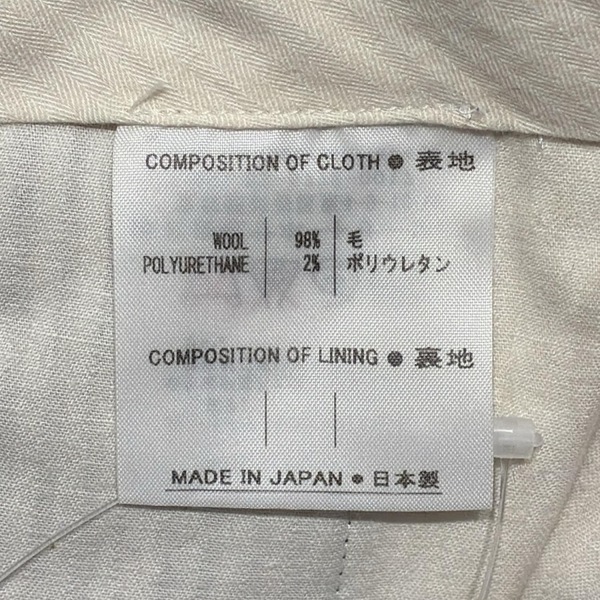 COMPOSITION OF CLOTH ● 表地
WOOL 98% 毛
POLYURETHANE 2% ポリウレタン
COMPOSITION OF LINING ● 裏地
MADE IN JAPAN ● 日本製